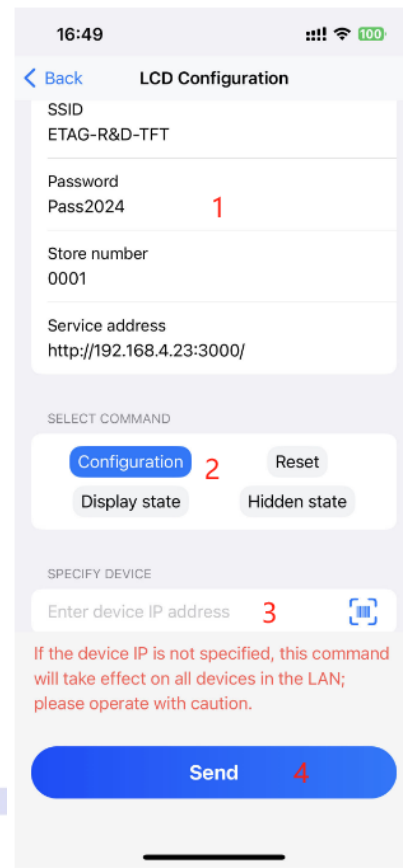 16:49
100
Back LCD Configuration
SSID
ETAG-R&D-TFT
Password
Pass2024
1
Store number
0001
Service address
http://192.168.4.23:3000/
SELECT COMMAND
Configuration 2 Reset
Display state Hidden state
SPECIFY DEVICE
Enter device IP address 3
If the device IP is not specified, this command
will take effect on all devices in the LAN;
please operate with caution.
Send 4